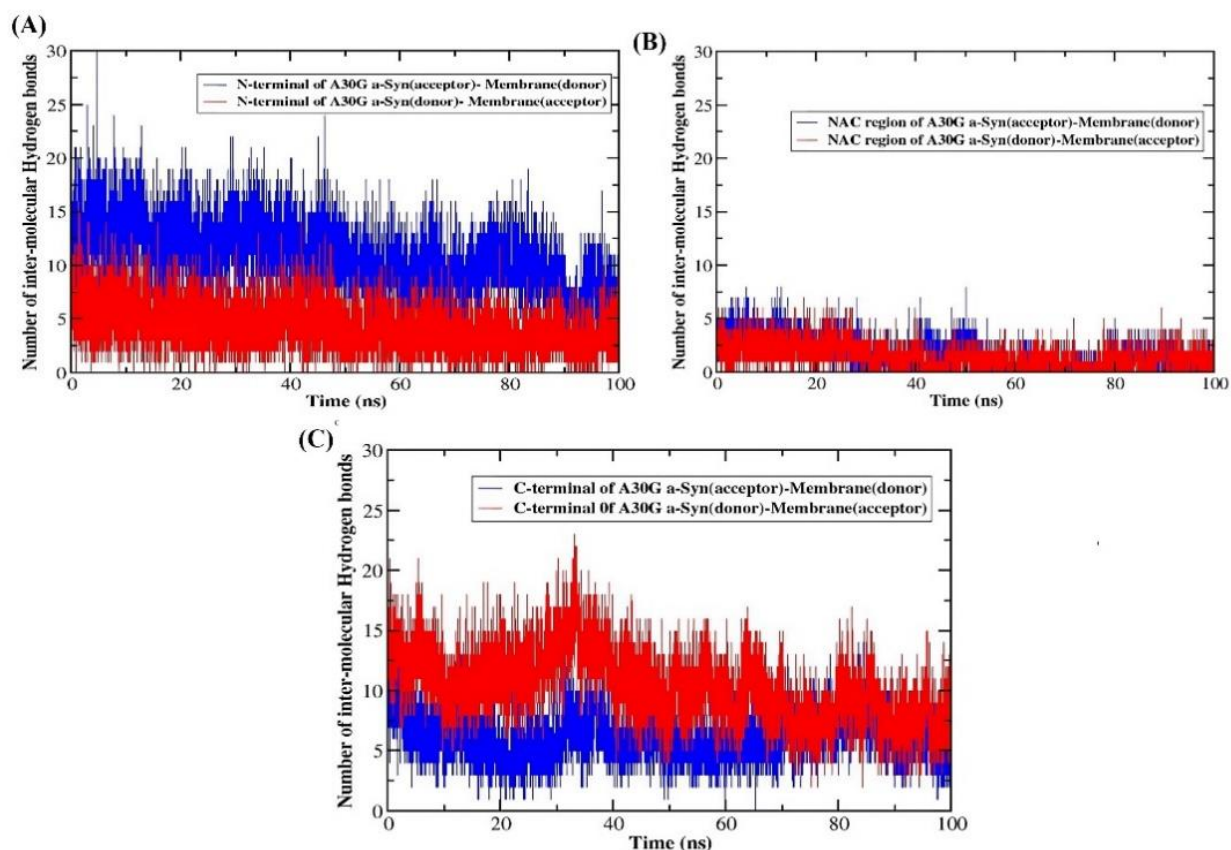 (A)
Number of inter-molecular Hydrogen bonds
30
25
20
15
10
5
0
N-terminal of A30G a-Syn(acceptor)- Membrane(donor)
N-terminal of A30G a-Syn(donor)- Membrane(acceptor)
0 20 40 60 80 100
Time (ns)
(B)
Number of inter-molecular Hydrogen bonds
30
25
20
15
10
5
0
NAC region of A30G a-Syn(acceptor)-Membrane(donor)
NAC region of A30G a-Syn(donor)-Membrane(acceptor)
0 20 40 60 80 100
Time (ns)
(C)
c
Number of inter-molecular Hydrogen bonds
30
25
20
15
10
5
0
C-terminal of A30G a-Syn(acceptor)-Membrane(donor)
C-terminal 0f A30G a-Syn(donor)-Membrane(acceptor)
0 20 40 60 80 100
Time (ns)